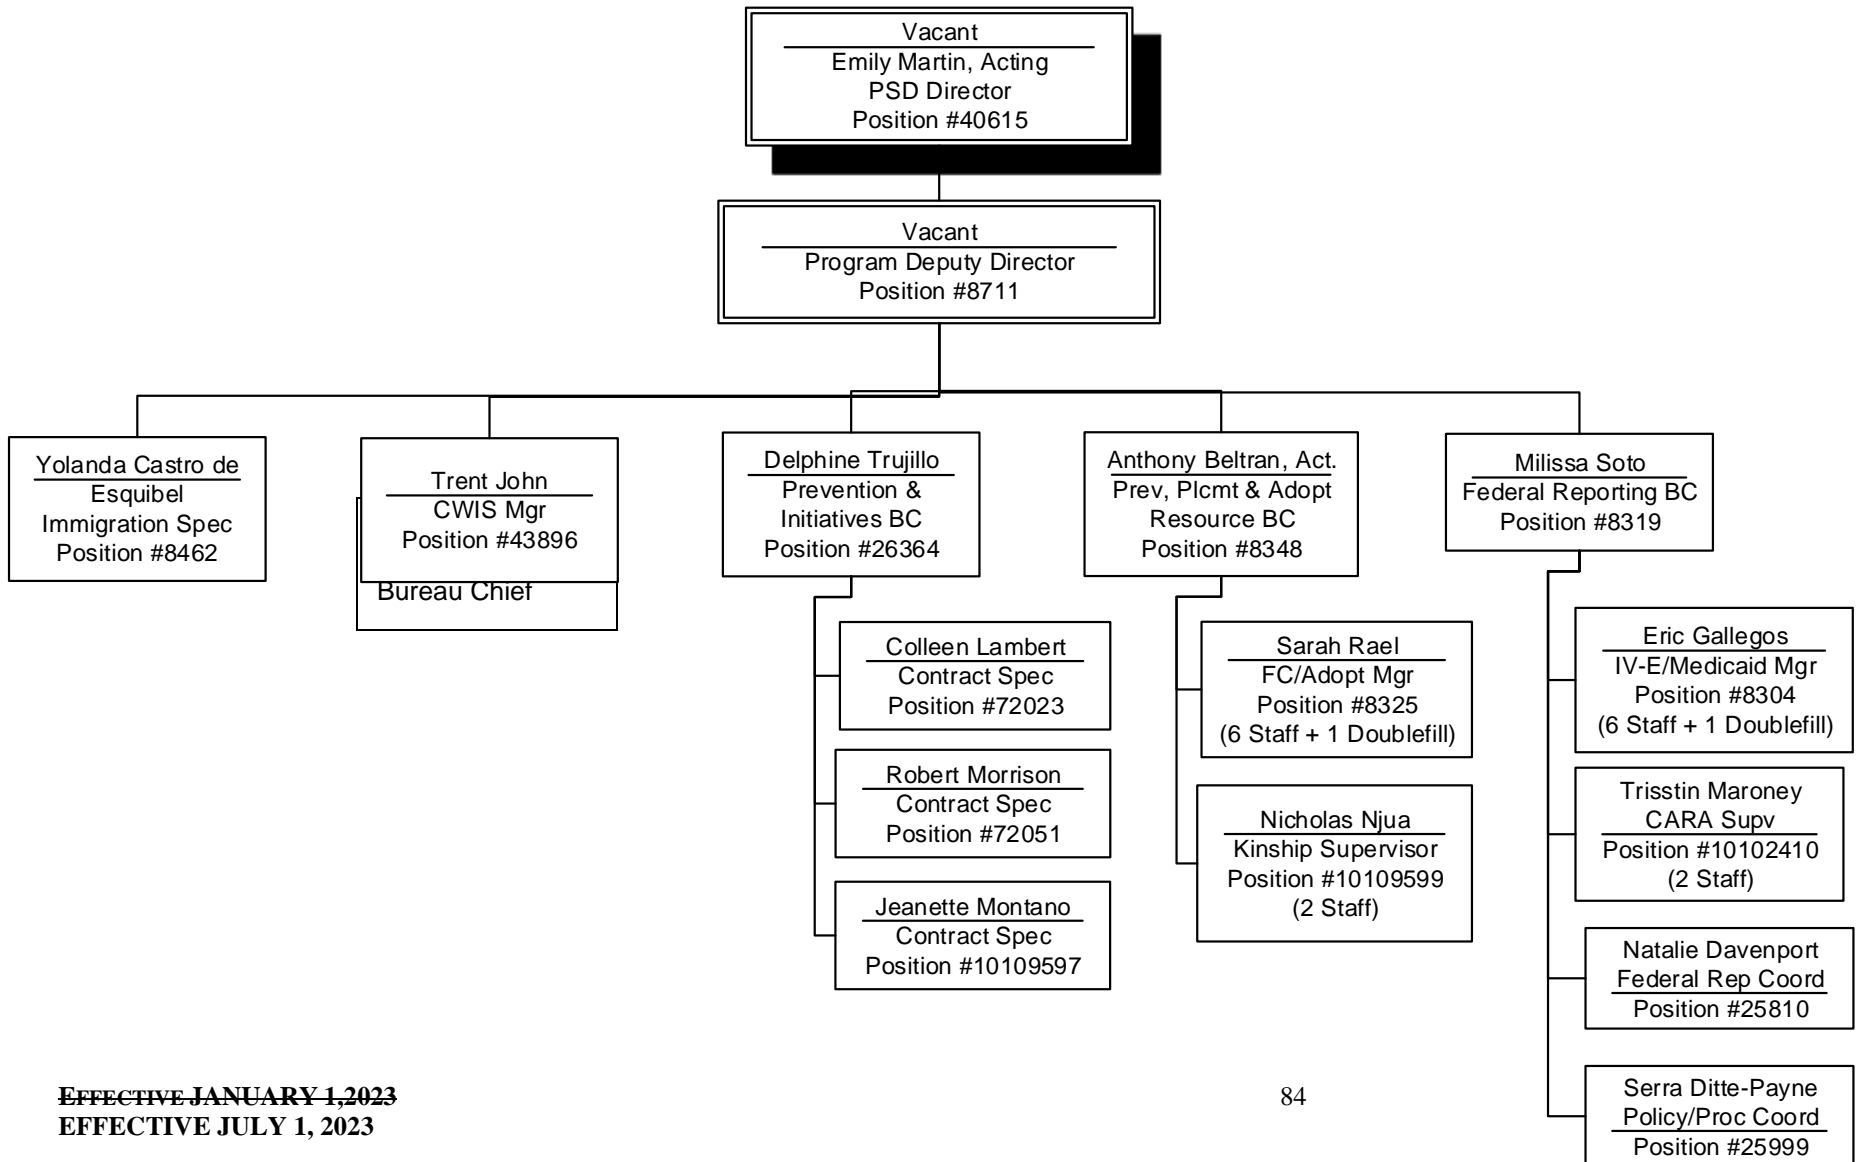 Vacant
Emily Martin, Acting
PSD Director
Position #40615
Vacant
Program Deputy Director
Position #8711
Yolanda Castro de
Esquibel
Immigration Spec
Position #8462
Trent John
CWIS Mgr
Position #43896
Bureau Chief
Delphine Trujillo
Prevention &
Initiatives BC
Position #26364
Anthony Beltran, Act.
Prev, Plcmt & Adopt
Resource BC
Position #8348
Milissa Soto
Federal Reporting BC
Position #8319
Colleen Lambert
Contract Spec
Position #72023
Robert Morrison
Contract Spec
Position #72051
Jeanette Montano
Contract Spec
Position #10109597
Sarah Rael
FC/Adopt Mgr
Position #8325
(6 Staff + 1 Doublefill)
Nicholas Njua
Kinship Supervisor
Position #10109599
(2 Staff)
Eric Gallegos
IV-E/Medicaid Mgr
Position #8304
(6 Staff + 1 Doublefill)
Trisstin Maroney
CARA Supv
Position #10102410
(2 Staff)
Natalie Davenport
Federal Rep Coord
Position #25810
Serra Ditte-Payne
Policy/Proc Coord
Position #25999
EFFECTIVE JANUARY 1,2023
EFFECTIVE JULY 1, 2023
84